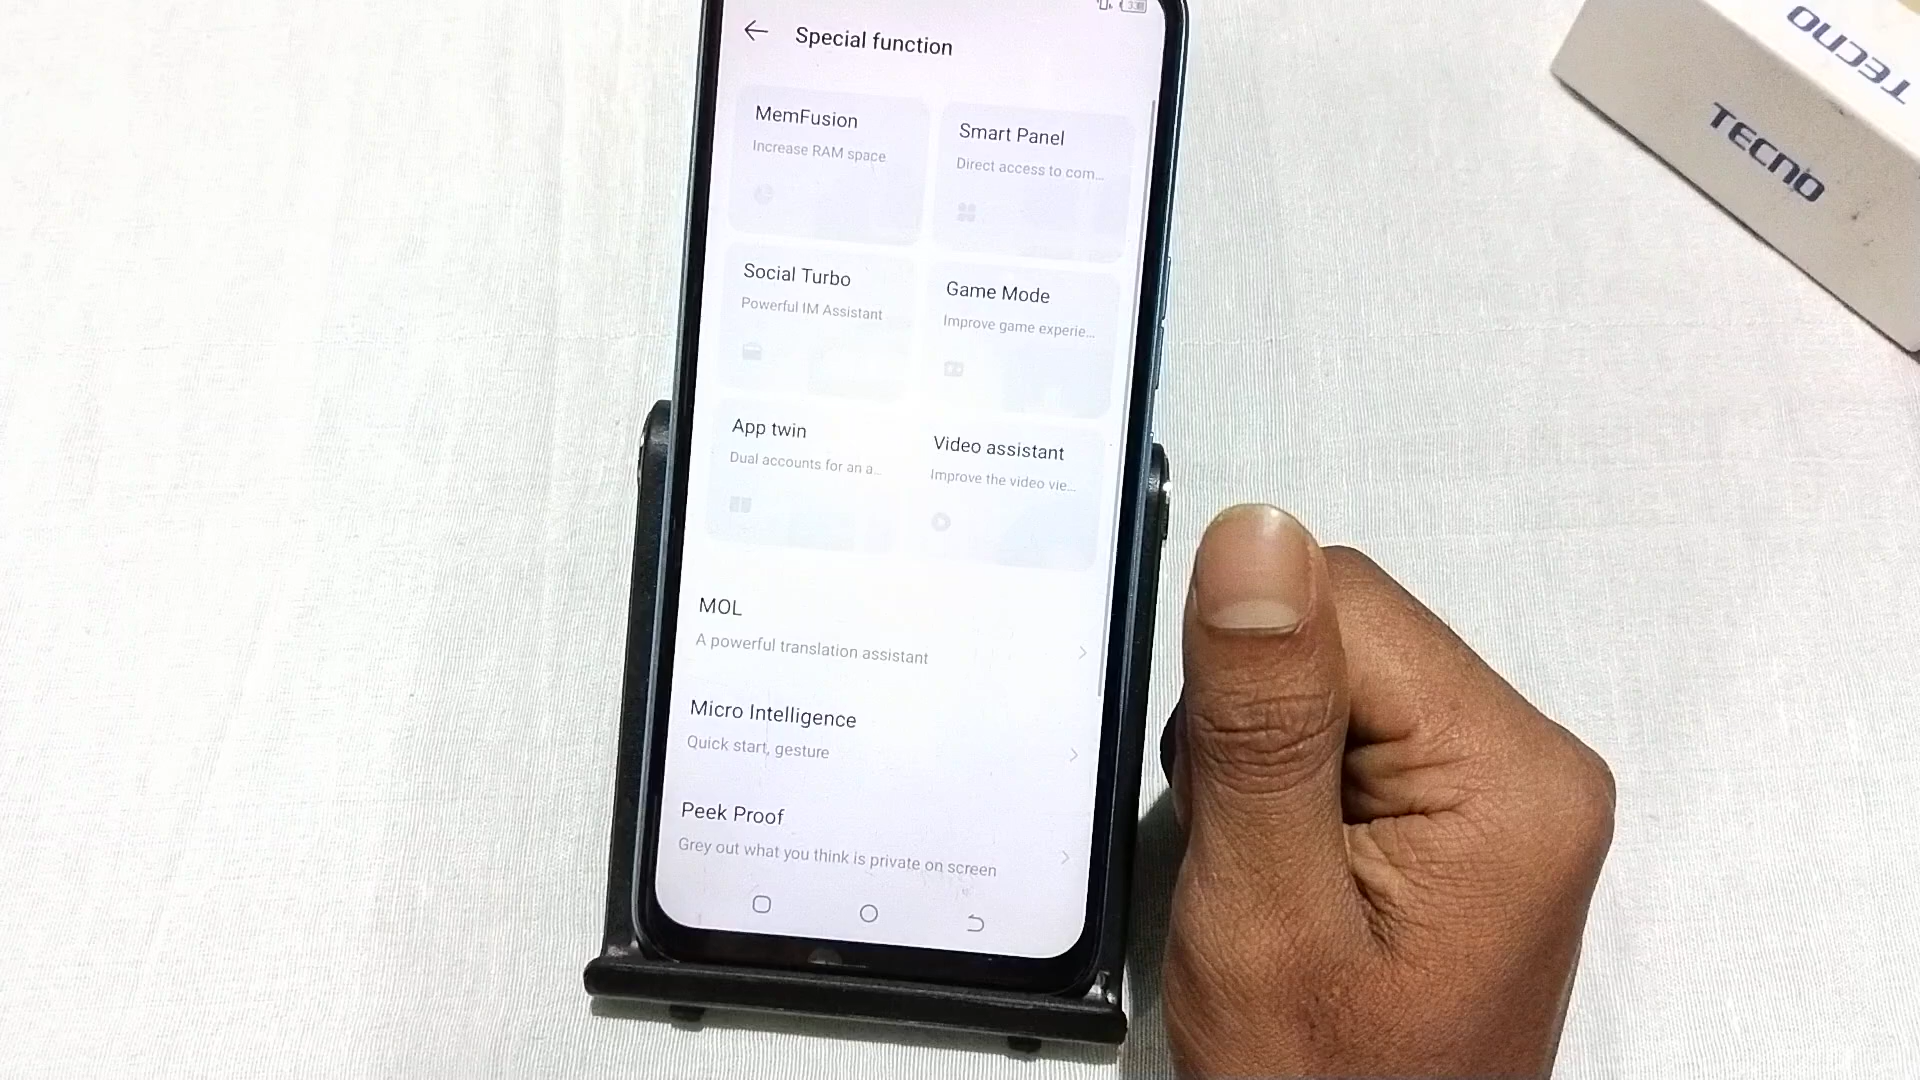 Special function
MemFusion
Increase RAM space
Smart Panel
Direct access to com...
Social Turbo
Powerful IM Assistant
Game Mode
Improve game experie...
App twin
Dual accounts for an a...
Video assistant
Improve the video vie...
MOL
A powerful translation assistant
Micro Intelligence
Quick start, gesture
Peek Proof
Grey out what you think is private on screen
TECNO
TECNO